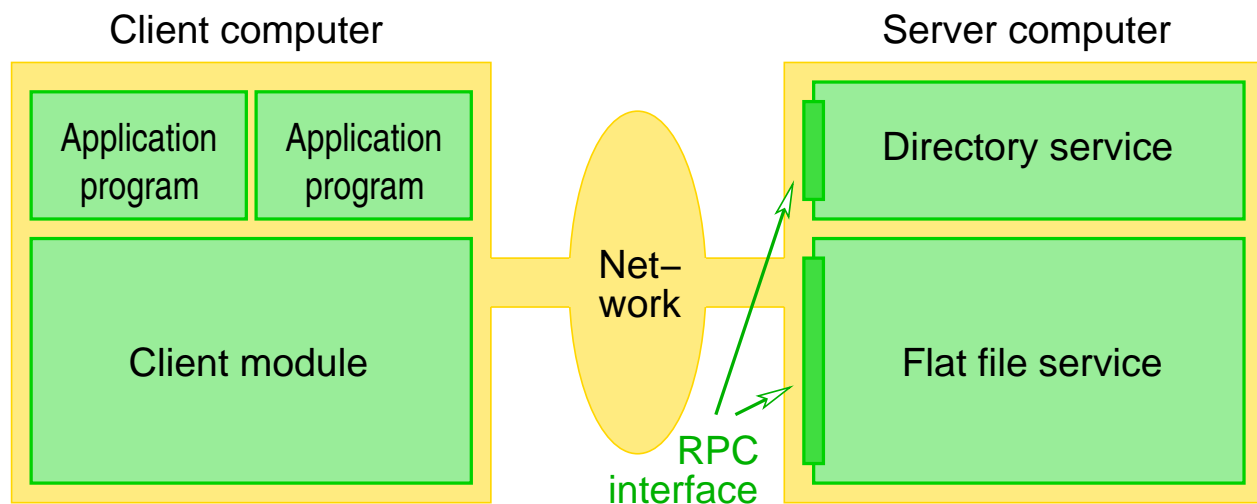 Client computer
Server computer
Application
program
Application
program
Directory service
Net–
work
Client module
Flat file service
RPC
interface